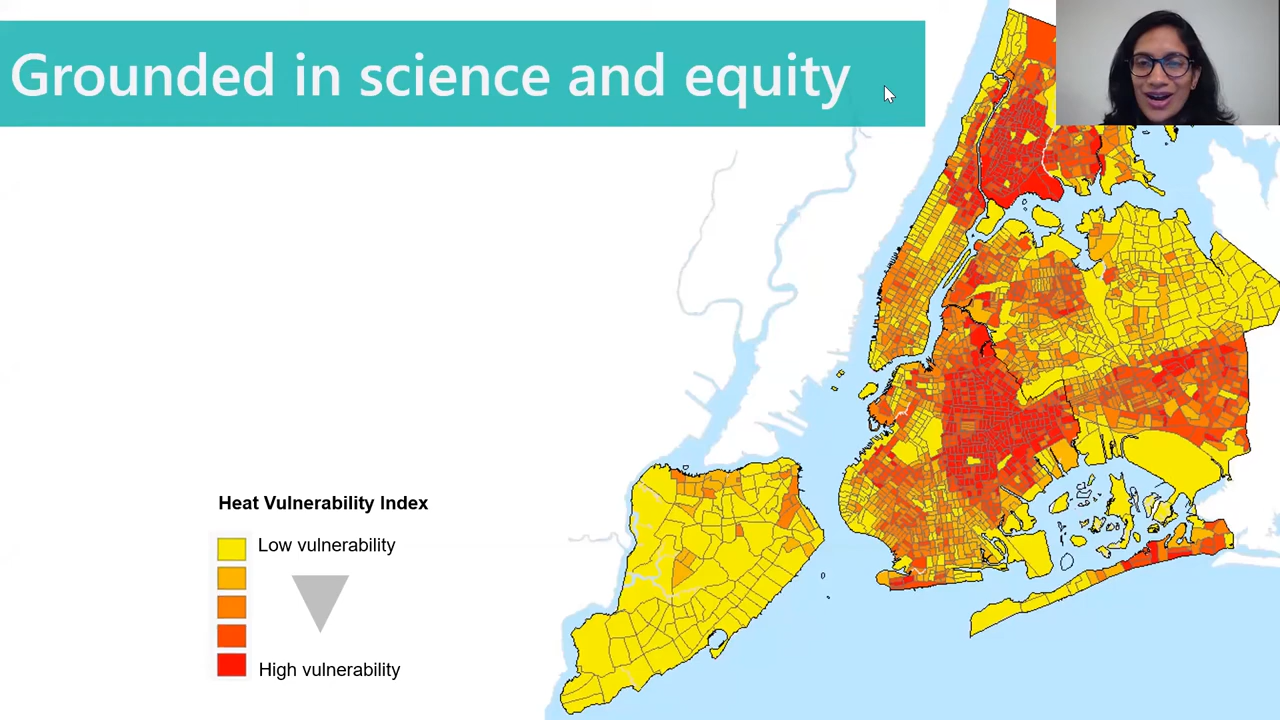 Grounded in science and equity
Heat Vulnerability Index
Low vulnerability
High vulnerability